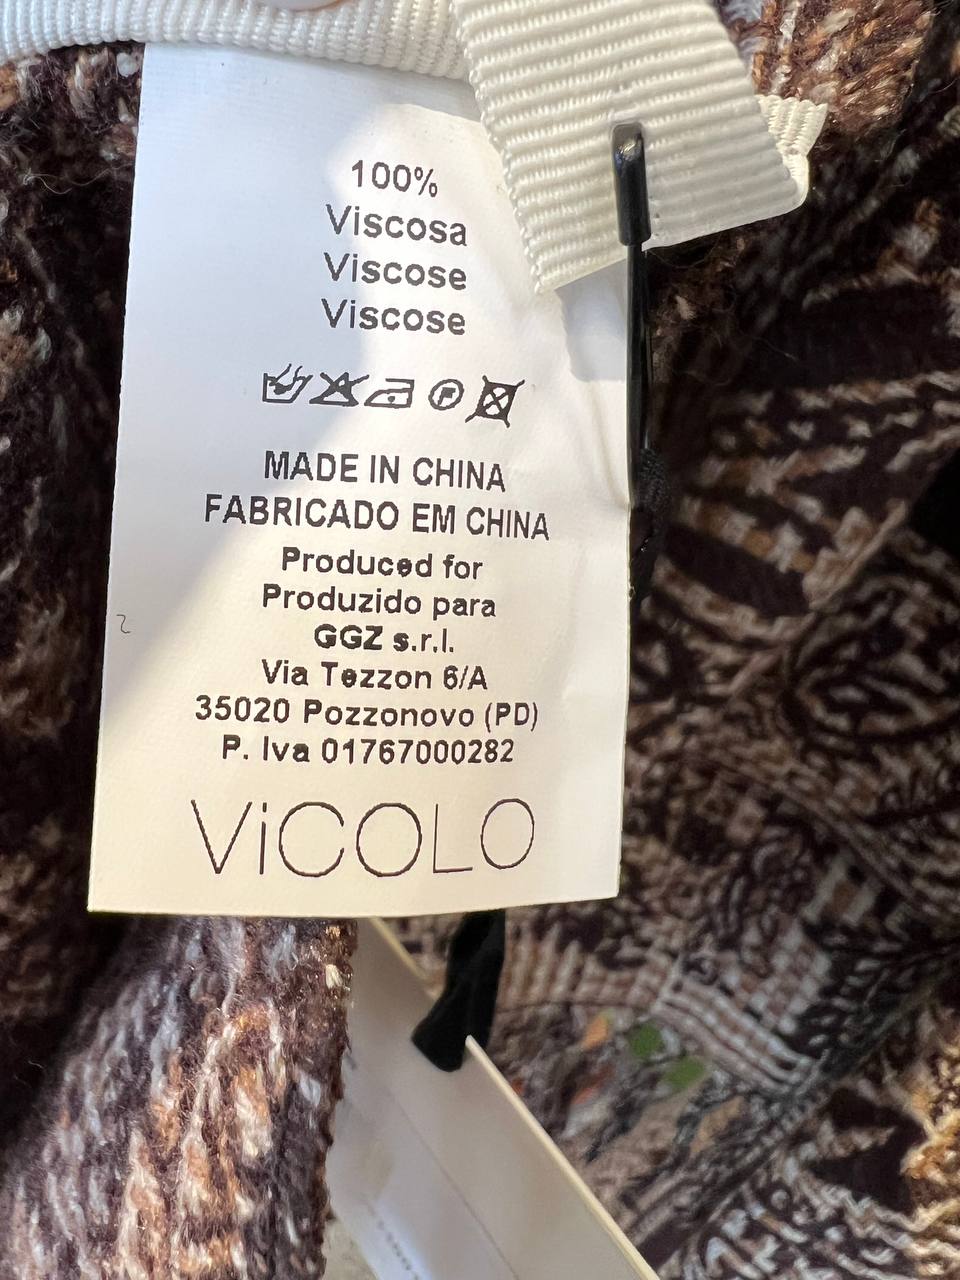 100%
Viscosa
Viscose
Viscose
MADE IN CHINA
FABRICADO EM CHINA
Produced for
Produzido para
GGZ s.r.l.
Via Tezzon 6/A
35020 Pozzonovo (PD)
P. Iva 01767000282
ViCOLO